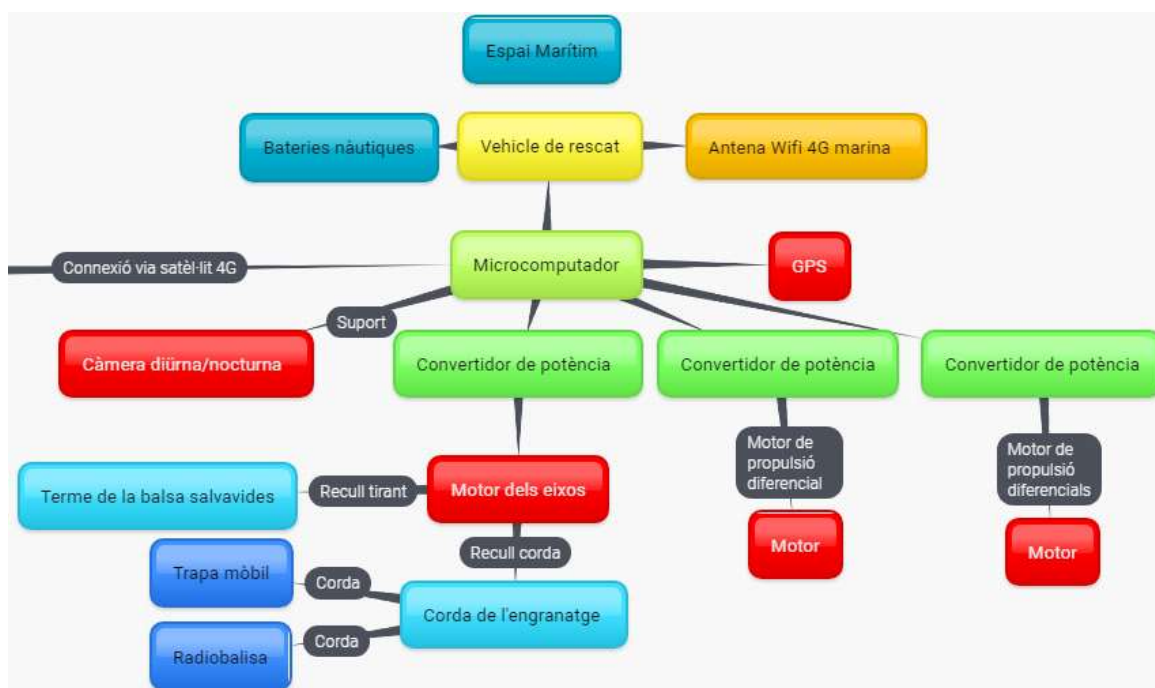 Espai Marítim
Bateries nàutiques
Vehicle de rescat
Antena Wifi 4G marina
Connexió via satèl·lit 4G
Microcomputador
GPS
Suport
Càmera diürna/nocturna
Convertidor de potència
Convertidor de potència
Convertidor de potència
Motor de
propulsió
diferencial
Motor de
propulsió
diferencials
Terme de la balsa salvavides
Recull tirant
Motor dels eixos
Motor
Motor
Recull corda
Trapa mòbil
Corda
Corda de l'engranatge
Radiobalisa
Corda